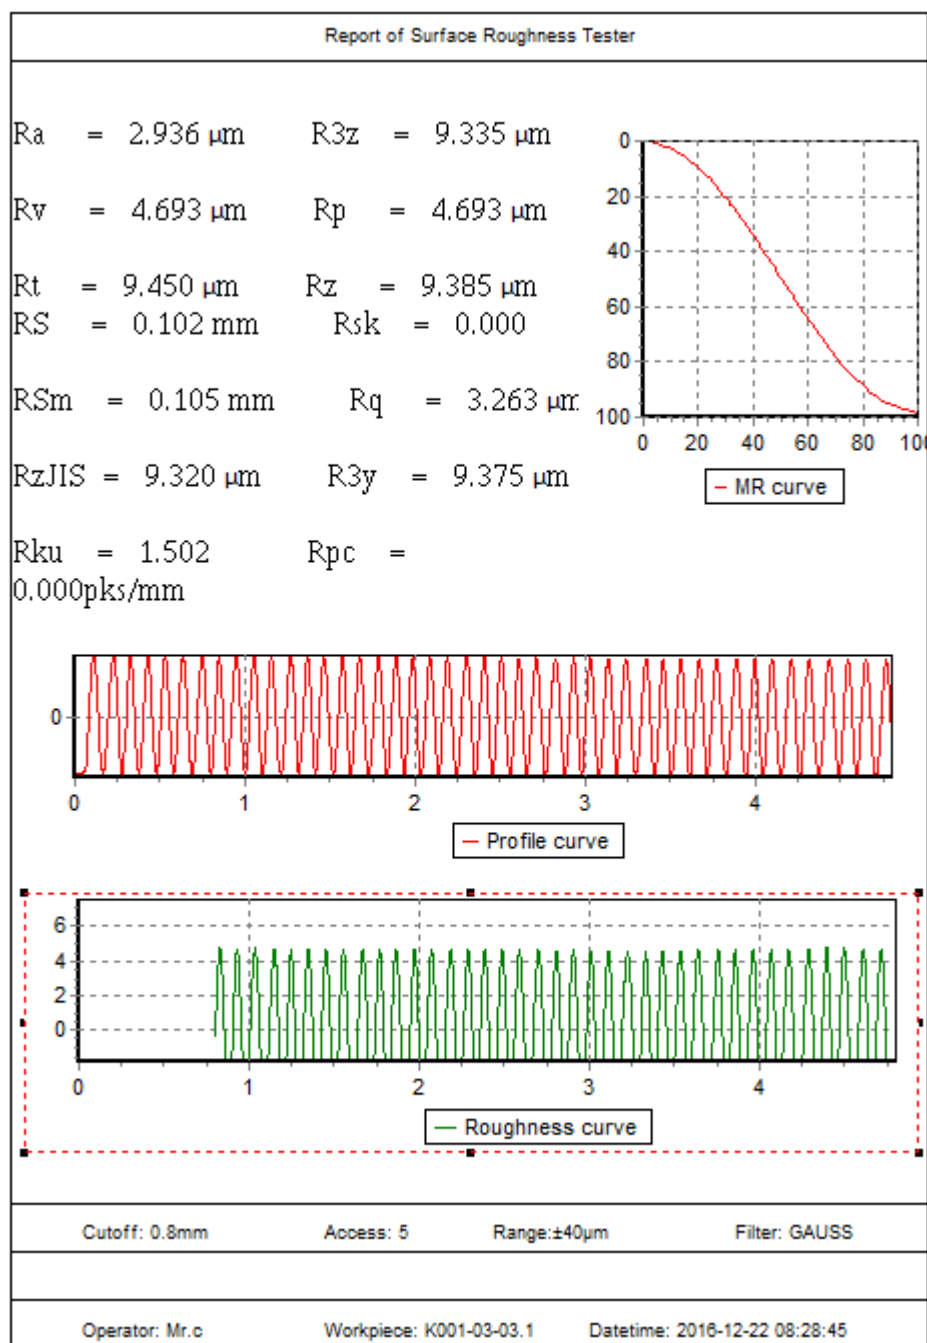 Report of Surface Roughness Tester
Ra = 2.936 μm R3z = 9.335 μm
Rv = 4.693 μm Rp = 4.693 μm
Rt = 9.450 μm Rz = 9.385 μm
RS = 0.102 mm Rsk = 0.000
RSm = 0.105 mm Rq = 3.263 μm
RzJIS = 9.320 μm R3y = 9.375 μm
Rku = 1.502 Rpc =
0.000pks/mm
0
20
40
60
80
100
0 20 40 60 80 100
MR curve
0
0 1 2 3 4
Profile curve
6
4
2
0
0 1 2 3 4
Roughness curve
Cutoff: 0.8mm Access: 5 Range:±40μm Filter: GAUSS
Operator: Mr.c Workpiece: K001-03-03.1 Datetime: 2016-12-22 08:28:45